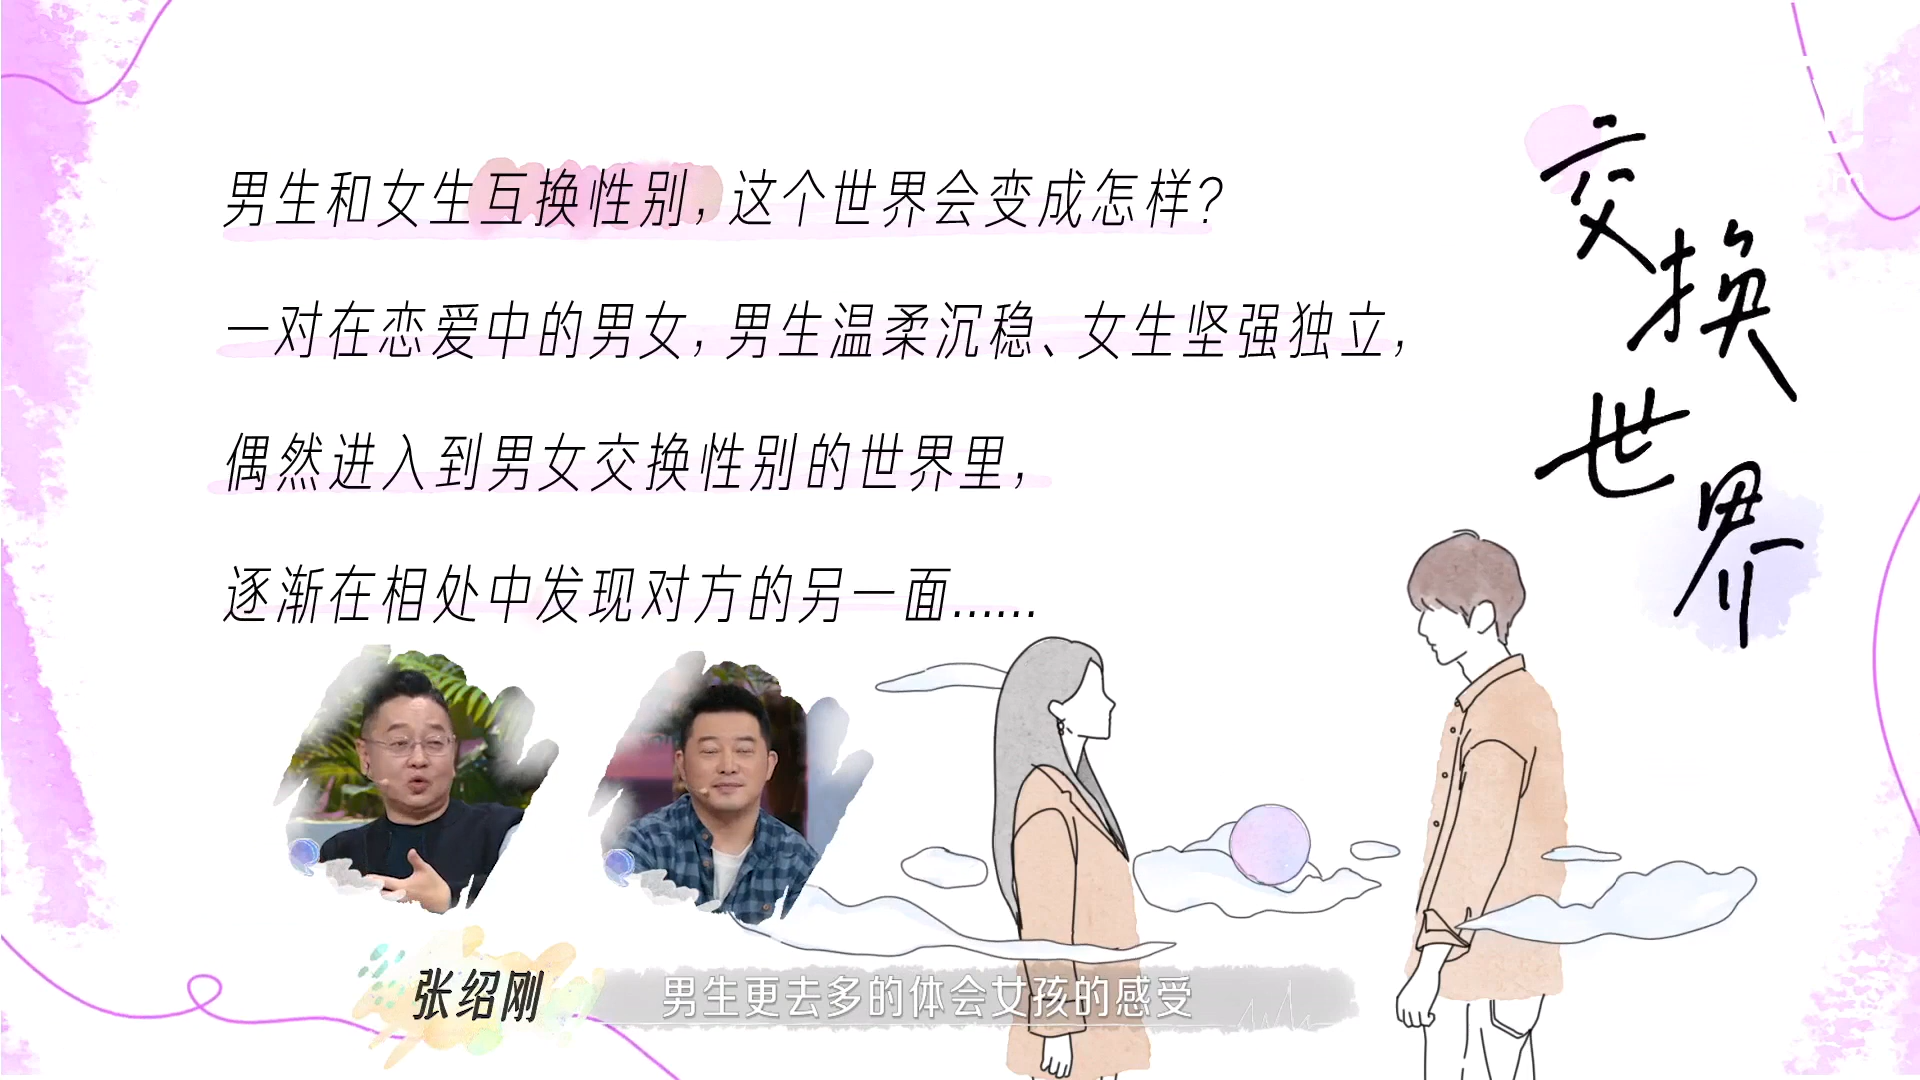 男生和女生互换性别，这个世界会变成怎样？
一对在恋爱中的男女，男生温柔沉稳、女生坚强独立，
偶然进入到男女交换性别的世界里，
逐渐在相处中发现对方的另一面......
交换世界
张绍刚
男生更去多的体会女孩的感受